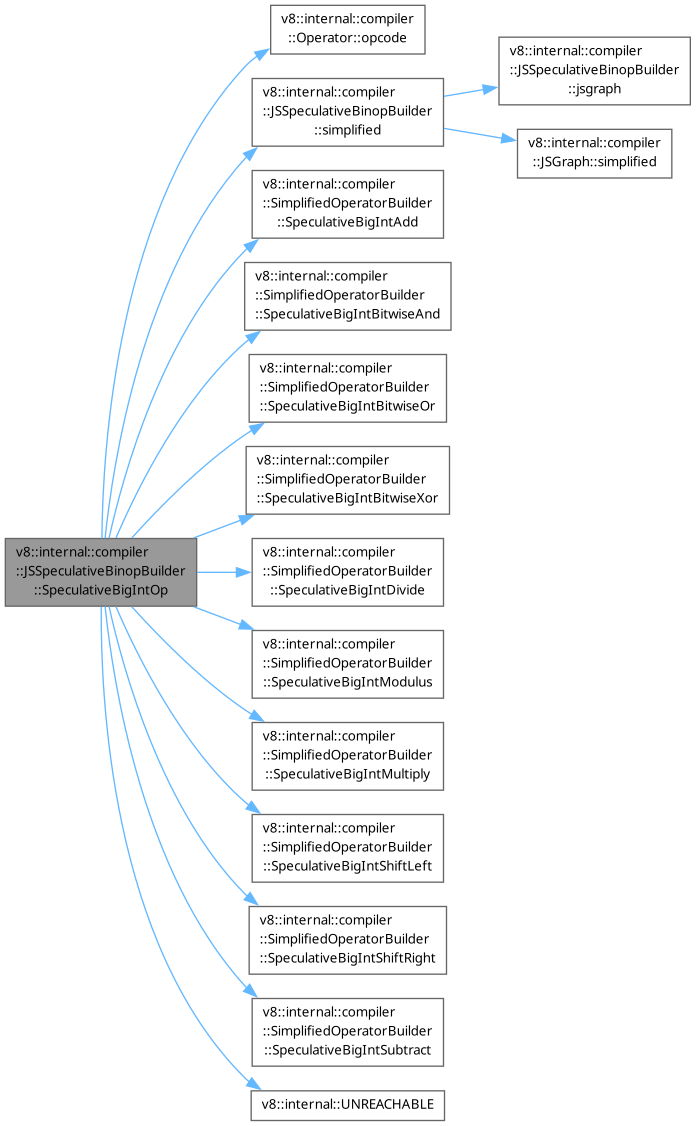 v8::internal::compiler
::Operator::opcode
v8::internal::compiler
::JSSpeculativeBinopBuilder
::simplified
v8::internal::compiler
::JSSpeculativeBinopBuilder
::jsgraph
v8::internal::compiler
::JSGraph::simplified
v8::internal::compiler
::SimplifiedOperatorBuilder
::SpeculativeBigIntAdd
v8::internal::compiler
::SimplifiedOperatorBuilder
::SpeculativeBigIntBitwiseAnd
v8::internal::compiler
::SimplifiedOperatorBuilder
::SpeculativeBigIntBitwiseOr
v8::internal::compiler
::SimplifiedOperatorBuilder
::SpeculativeBigIntBitwiseXor
v8::internal::compiler
::JSSpeculativeBinopBuilder
::SpeculativeBigIntOp
v8::internal::compiler
::SimplifiedOperatorBuilder
::SpeculativeBigIntDivide
v8::internal::compiler
::SimplifiedOperatorBuilder
::SpeculativeBigIntModulus
v8::internal::compiler
::SimplifiedOperatorBuilder
::SpeculativeBigIntMultiply
v8::internal::compiler
::SimplifiedOperatorBuilder
::SpeculativeBigIntShiftLeft
v8::internal::compiler
::SimplifiedOperatorBuilder
::SpeculativeBigIntShiftRight
v8::internal::compiler
::SimplifiedOperatorBuilder
::SpeculativeBigIntSubtract
v8::internal::UNREACHABLE